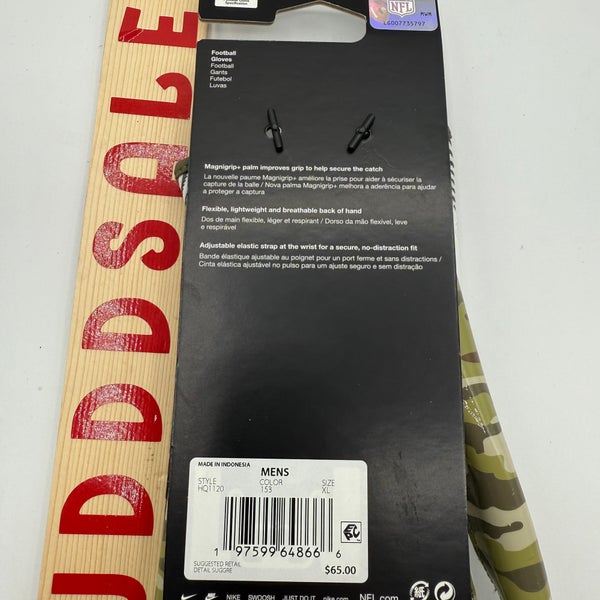 UDDDSALE
NFL
MWM
LG007735797
Football
Gloves
Football
Gants
Futebol
Luvas
Magnigrip+ palm improves grip to help secure the catch
La nouvelle paume Magnigrip+ améliore la prise pour aider à sécuriser la
capture de la balle / Nova palma Magnigrip+ melhora a aderência para ajudar
a proteger a captura
Flexible, lightweight and breathable back of hand
Dos de main flexible, léger et respirant / Dorso da mão flexível, leve
e respirável
Adjustable elastic strap at the wrist for a secure, no-distraction fit
Bande élastique ajustable au poignet pour un port ferme et sans distractions /
Cinta elástica ajustável no pulso para um ajuste seguro e sem distração
MADE IN INDONESIA
MENS
STYLE COLOR SIZE
HQ1120 153 XL
1 97599 64866 6
SUGGESTED RETAIL
DETAIL SUGGRE
$65.00
NIKE SWOOSH JUST DO IT nike.com NFL.com